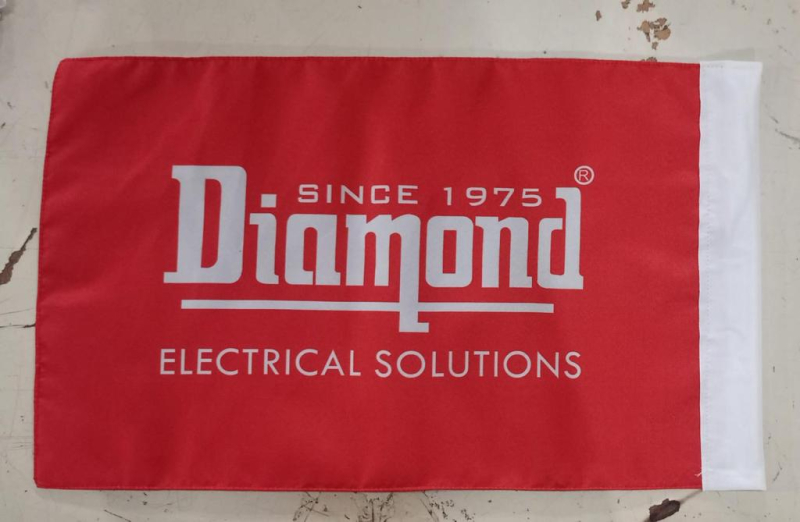 SINCE 1975
Diamond®
ELECTRICAL SOLUTIONS